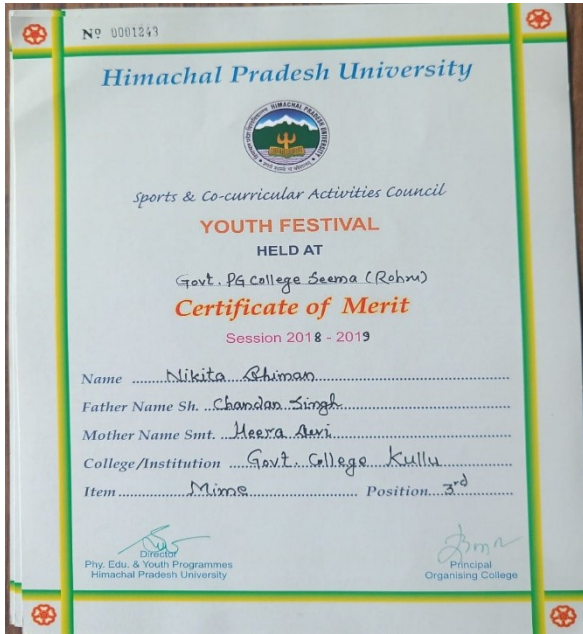 Nº 0001243
Himachal Pradesh University
HIMACHAL PRADESH UNIVERSITY
Sports & Co-curricular Activities Council
YOUTH FESTIVAL
HELD AT
Govt. PG College Seema (Rohru)
Certificate of Merit
Session 2018 - 2019
Name Nikita Dhiman
Father Name Sh. Chandan Singh
Mother Name Smt. Heera Devi
College/Institution Govt. College Kullu
Item Mime Position 3rd
Director
Phy. Edu. & Youth Programmes
Himachal Pradesh University
Principal
Organising College